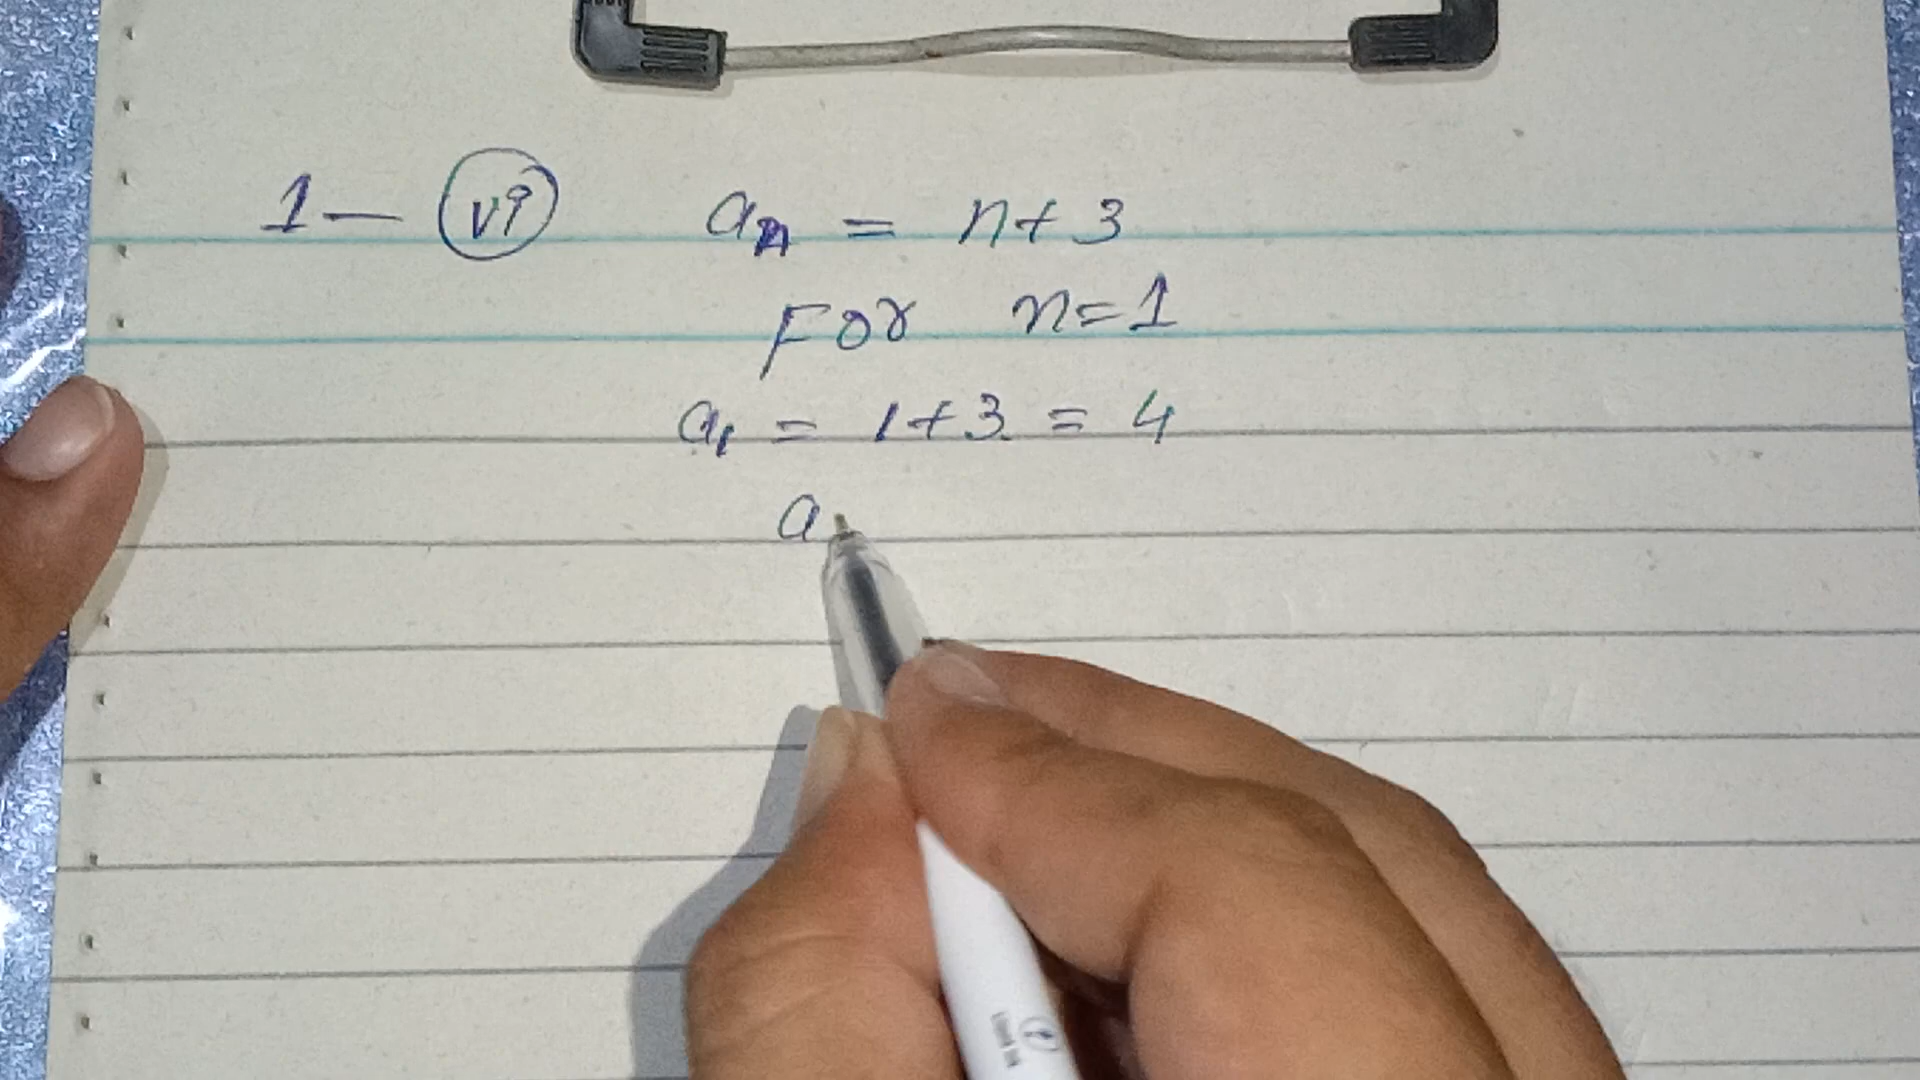 1— vi aₙ = n+3
For n=1
a₁ = 1+3 = 4
a